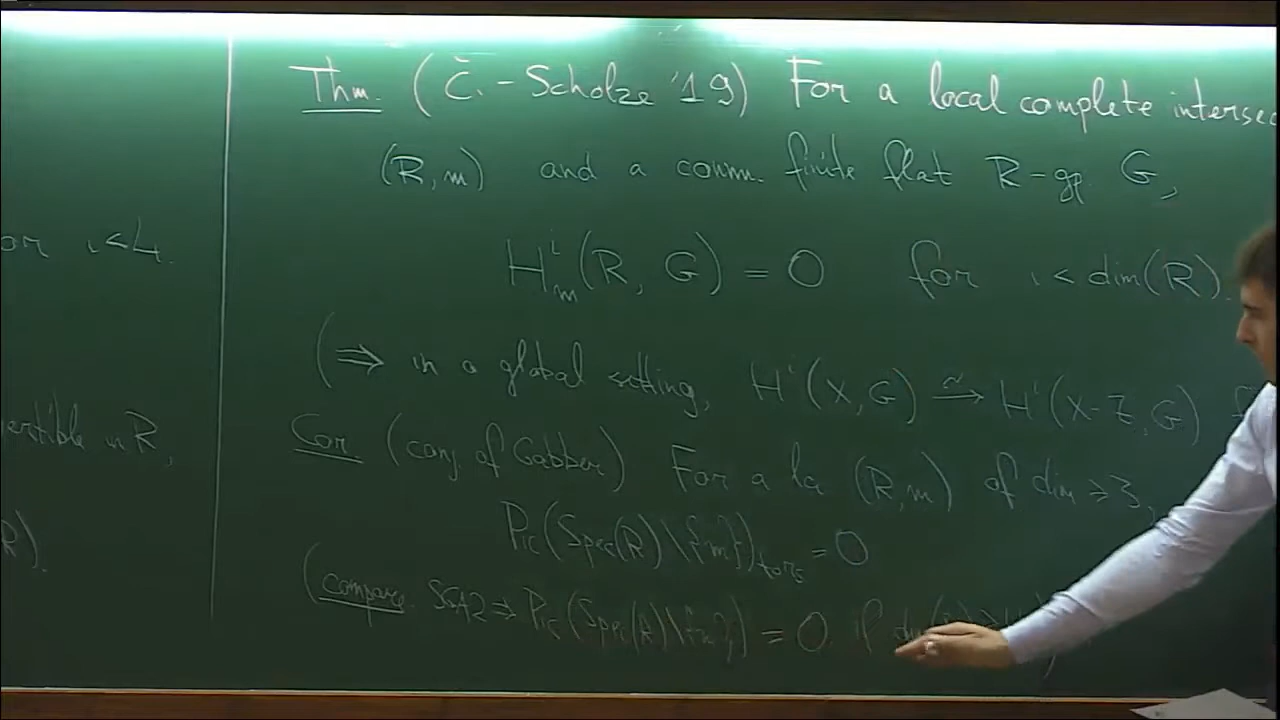 or i<4.
ertible in R,
R).
Thm. (Č.-Scholze '19) For a local complete intersec
(R,m) and a comm. finite flat R-gp. G,
H^i_m(R, G) = 0 for i < dim(R).
(⇒ in a global setting, H^i(X,G) ⥲ H^i(X-Z,G) f
Cor. (conj. of Gabber) For a lci (R,m) of dim ≥3,
Pic(Spec(R)\{m})_tors = 0
(compare SGA2 ⇒ Pic(Spec(R)\{m}) = 0 if dim(R) ≥